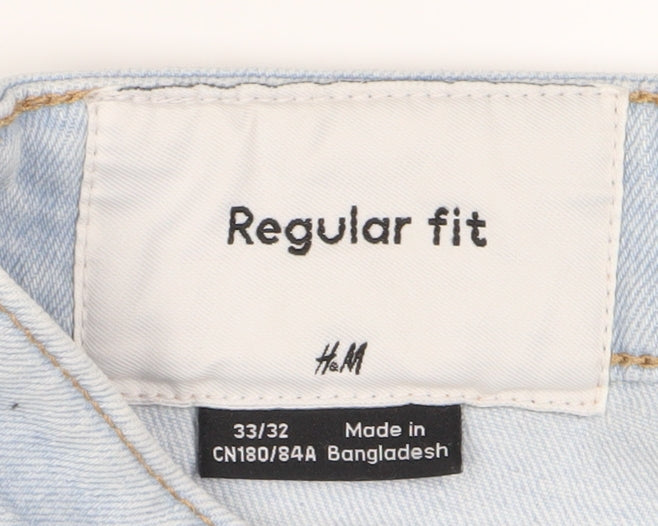 Regular fit
H&M
33/32 Made in
CN180/84A Bangladesh